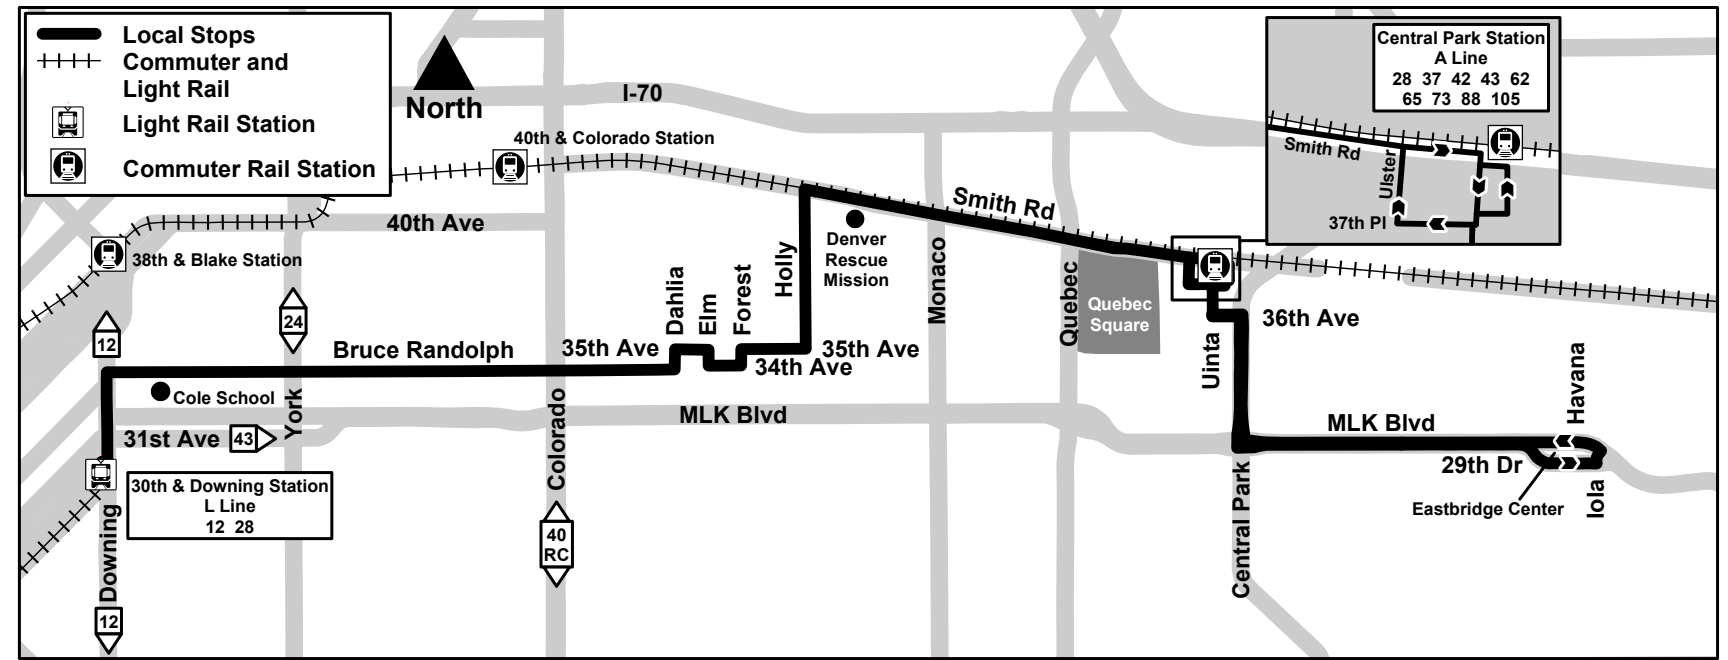 Local Stops
Commuter and
Light Rail
Light Rail Station
Commuter Rail Station
North
I-70
40th & Colorado Station
Central Park Station
A Line
28 37 42 43 62
65 73 88 105
Smith Rd
Ulster
37th Pl
Smith Rd
40th Ave
38th & Blake Station
Denver
Rescue
Mission
Holly
Monaco
Quebec
Quebec
Square
24
12
Dahlia
Elm
Forest
36th Ave
Bruce Randolph
35th Ave
35th Ave
34th Ave
Uinta
Havana
Cole School
York
Colorado
MLK Blvd
MLK Blvd
31st Ave
43
29th Dr
Iola
Eastbridge Center
30th & Downing Station
L Line
12 28
Downing
40
RC
Central Park
12